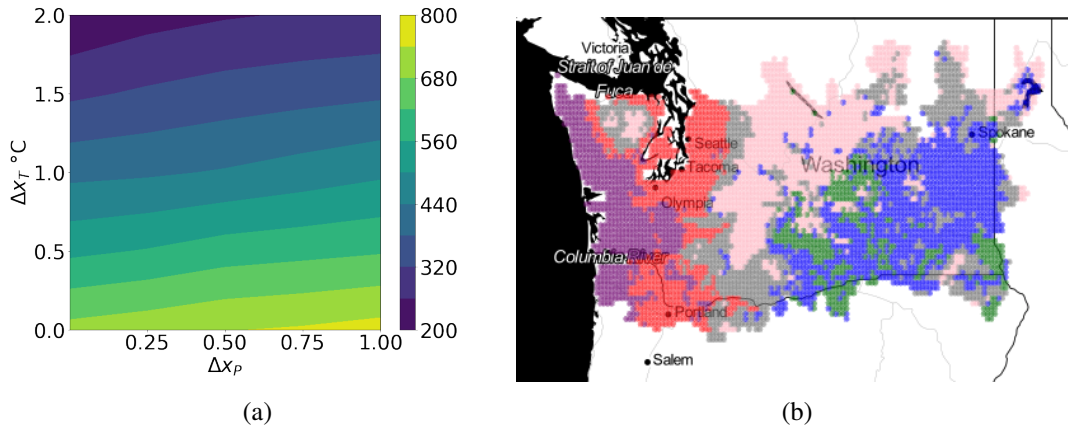 2.0
1.5
1.0
0.5
0.0
Δx_T °C
0.25
0.50
0.75
1.00
Δx_P
800
680
560
440
320
200
(a)
Victoria
Strait of Juan de
Fuca
Seattle
Tacoma
Olympia
Washington
Spokane
Columbia River
Portland
Salem
(b)